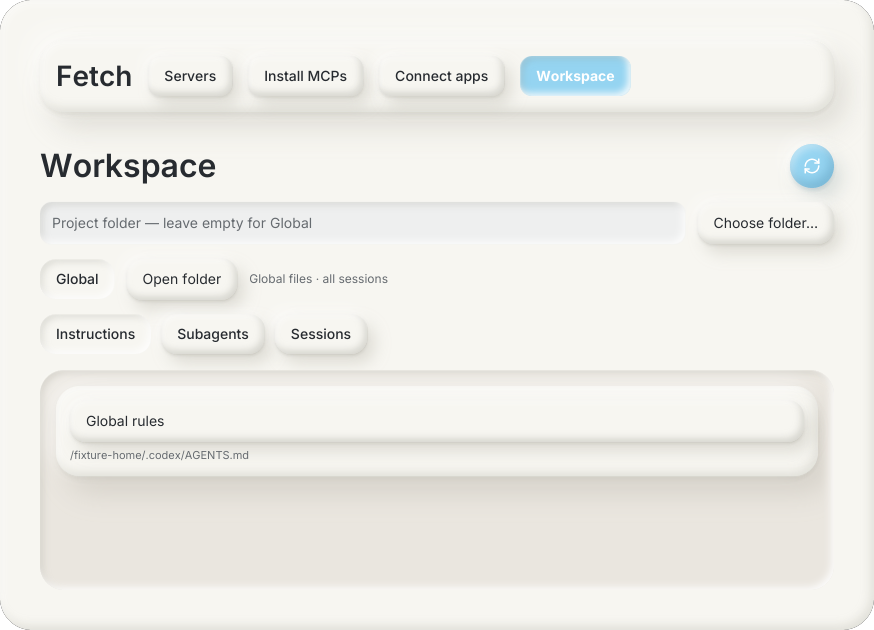 Fetch Servers Install MCPs Connect apps Workspace
Workspace
Project folder — leave empty for Global Choose folder...
Global Open folder Global files · all sessions
Instructions Subagents Sessions
Global rules
/fixture-home/.codex/AGENTS.md